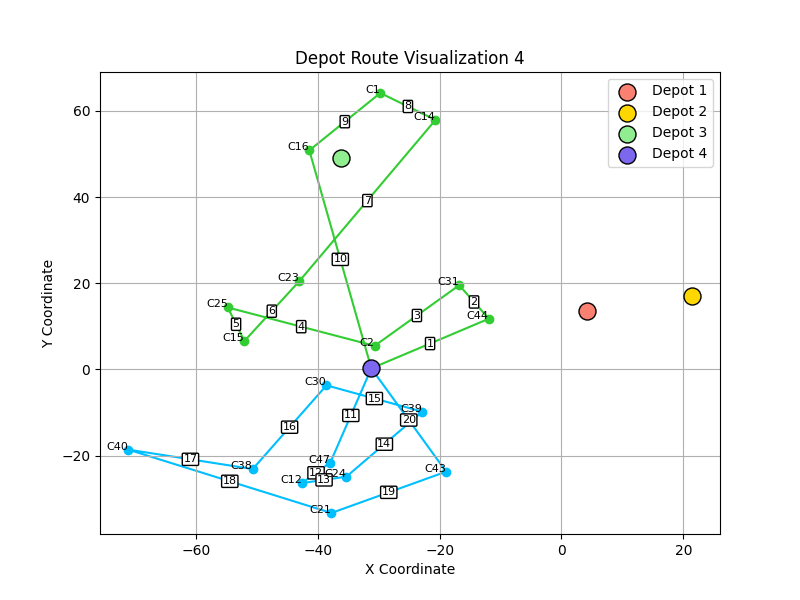 Depot Route Visualization 4
Depot 1
Depot 2
Depot 3
Depot 4
C1
8
C14
9
C16
60
7
40
10
C23
C31
C25
6
2
20
5
4
3
C44
C15
C2
1
0
C30
15
C39
11
20
16
14
C40
17
C38
C47
12
C24
C43
−20
18
C12
13
19
C21
−60
−40
−20
0
20
X Coordinate
Y Coordinate